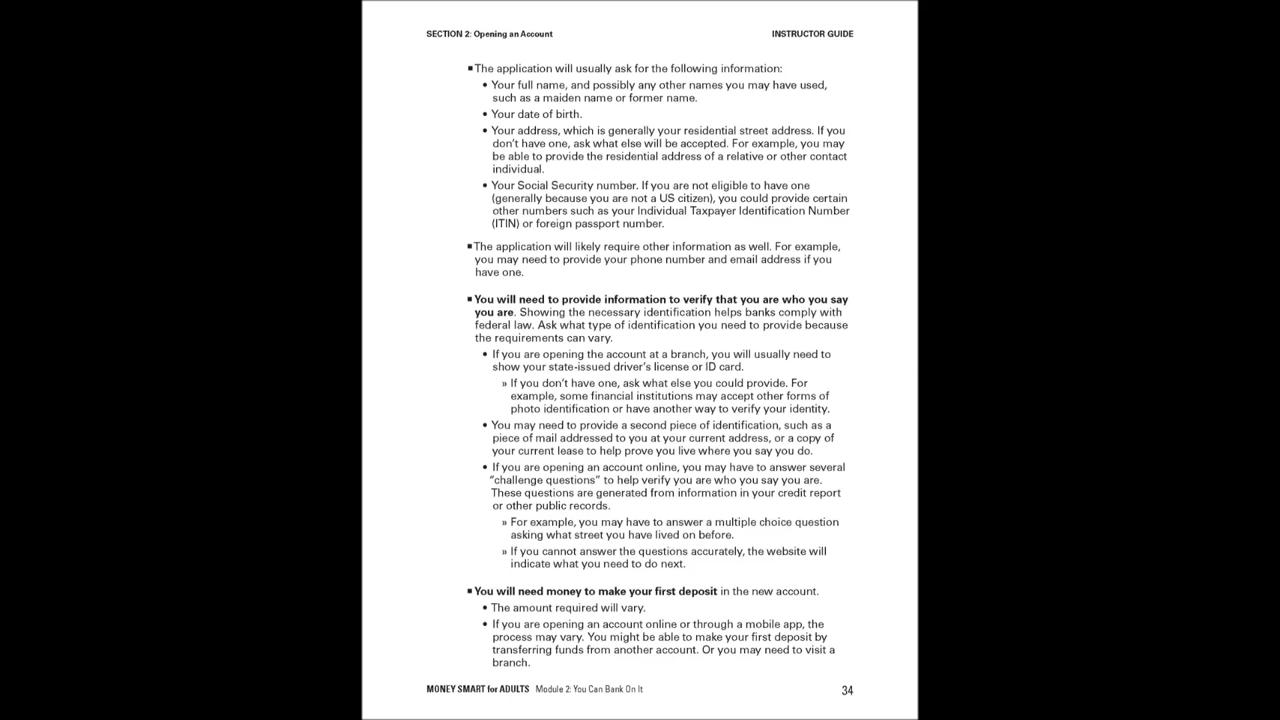 SECTION 2: Opening an Account
INSTRUCTOR GUIDE
▪ The application will usually ask for the following information:
• Your full name, and possibly any other names you may have used,
such as a maiden name or former name.
• Your date of birth.
• Your address, which is generally your residential street address. If you
don't have one, ask what else will be accepted. For example, you may
be able to provide the residential address of a relative or other contact
individual.
• Your Social Security number. If you are not eligible to have one
(generally because you are not a US citizen), you could provide certain
other numbers such as your Individual Taxpayer Identification Number
(ITIN) or foreign passport number.
▪ The application will likely require other information as well. For example,
you may need to provide your phone number and email address if you
have one.
▪ You will need to provide information to verify that you are who you say
you are. Showing the necessary identification helps banks comply with
federal law. Ask what type of identification you need to provide because
the requirements can vary.
• If you are opening the account at a branch, you will usually need to
show your state-issued driver's license or ID card.
» If you don't have one, ask what else you could provide. For
example, some financial institutions may accept other forms of
photo identification or have another way to verify your identity.
• You may need to provide a second piece of identification, such as a
piece of mail addressed to you at your current address, or a copy of
your current lease to help prove you live where you say you do.
• If you are opening an account online, you may have to answer several
“challenge questions” to help verify you are who you say you are.
These questions are generated from information in your credit report
or other public records.
» For example, you may have to answer a multiple choice question
asking what street you have lived on before.
» If you cannot answer the questions accurately, the website will
indicate what you need to do next.
▪ You will need money to make your first deposit in the new account.
• The amount required will vary.
• If you are opening an account online or through a mobile app, the
process may vary. You might be able to make your first deposit by
transferring funds from another account. Or you may need to visit a
branch.
MONEY SMART for ADULTS Module 2: You Can Bank On It
34